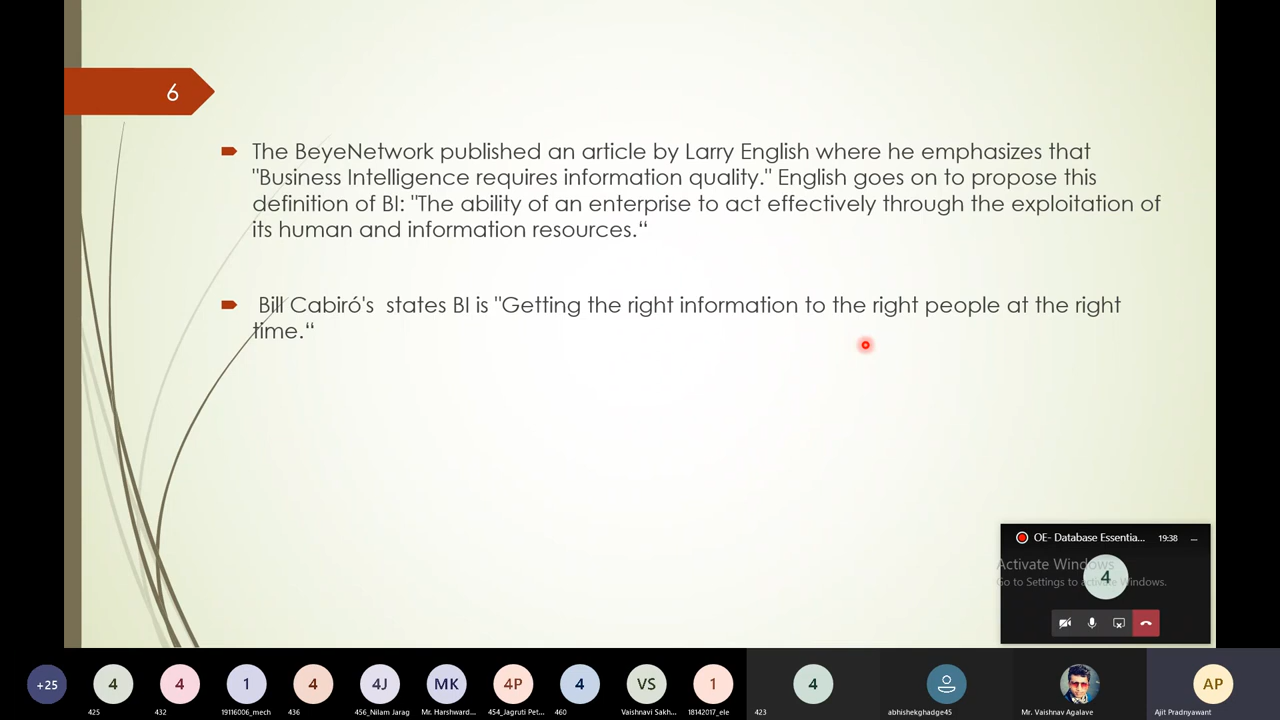 6
The BeyeNetwork published an article by Larry English where he emphasizes that
"Business Intelligence requires information quality." English goes on to propose this
definition of BI: "The ability of an enterprise to act effectively through the exploitation of
its human and information resources.“
Bill Cabiró's  states BI is "Getting the right information to the right people at the right
time.“
OE- Database Essentia... 19:38
Activate Windows
Go to Settings to activate Windows.
4
+25 4 4 1 4 4J MK 4P 4 VS 1 4 AP
425 432 19116006_mech 436 456_Nilam Jarag Mr. Harshward... 454_Jagruti Pet... 460 Vaishnavi Sakh... 18142017_ele 423 abhishekghadge45 Mr. Vaishnav Agalave Ajit Pradnyawant